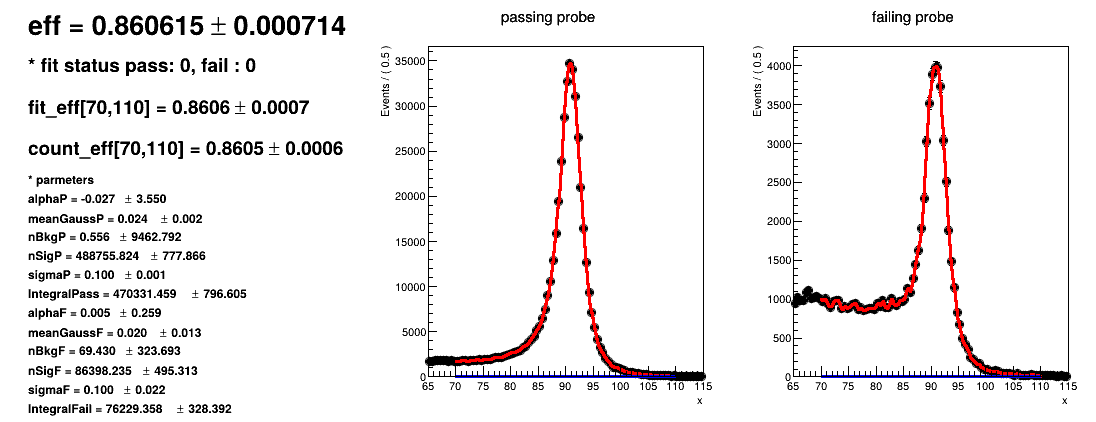 eff = 0.860615 ± 0.000714
* fit status pass: 0, fail : 0
fit_eff[70,110] = 0.8606 ± 0.0007
count_eff[70,110] = 0.8605 ± 0.0006
* parmeters
alphaP = -0.027 ± 3.550
meanGaussP = 0.024 ± 0.002
nBkgP = 0.556 ± 9462.792
nSigP = 488755.824 ± 777.866
sigmaP = 0.100 ± 0.001
IntegralPass = 470331.459 ± 796.605
alphaF = 0.005 ± 0.259
meanGaussF = 0.020 ± 0.013
nBkgF = 69.430 ± 323.693
nSigF = 86398.235 ± 495.313
sigmaF = 0.100 ± 0.022
IntegralFail = 76229.358 ± 328.392
passing probe
Events / ( 0.5 )
35000
30000
25000
20000
15000
10000
5000
0
65 70 75 80 85 90 95 100 105 110 115
x
failing probe
Events / ( 0.5 )
4000
3500
3000
2500
2000
1500
1000
500
0
65 70 75 80 85 90 95 100 105 110 115
x